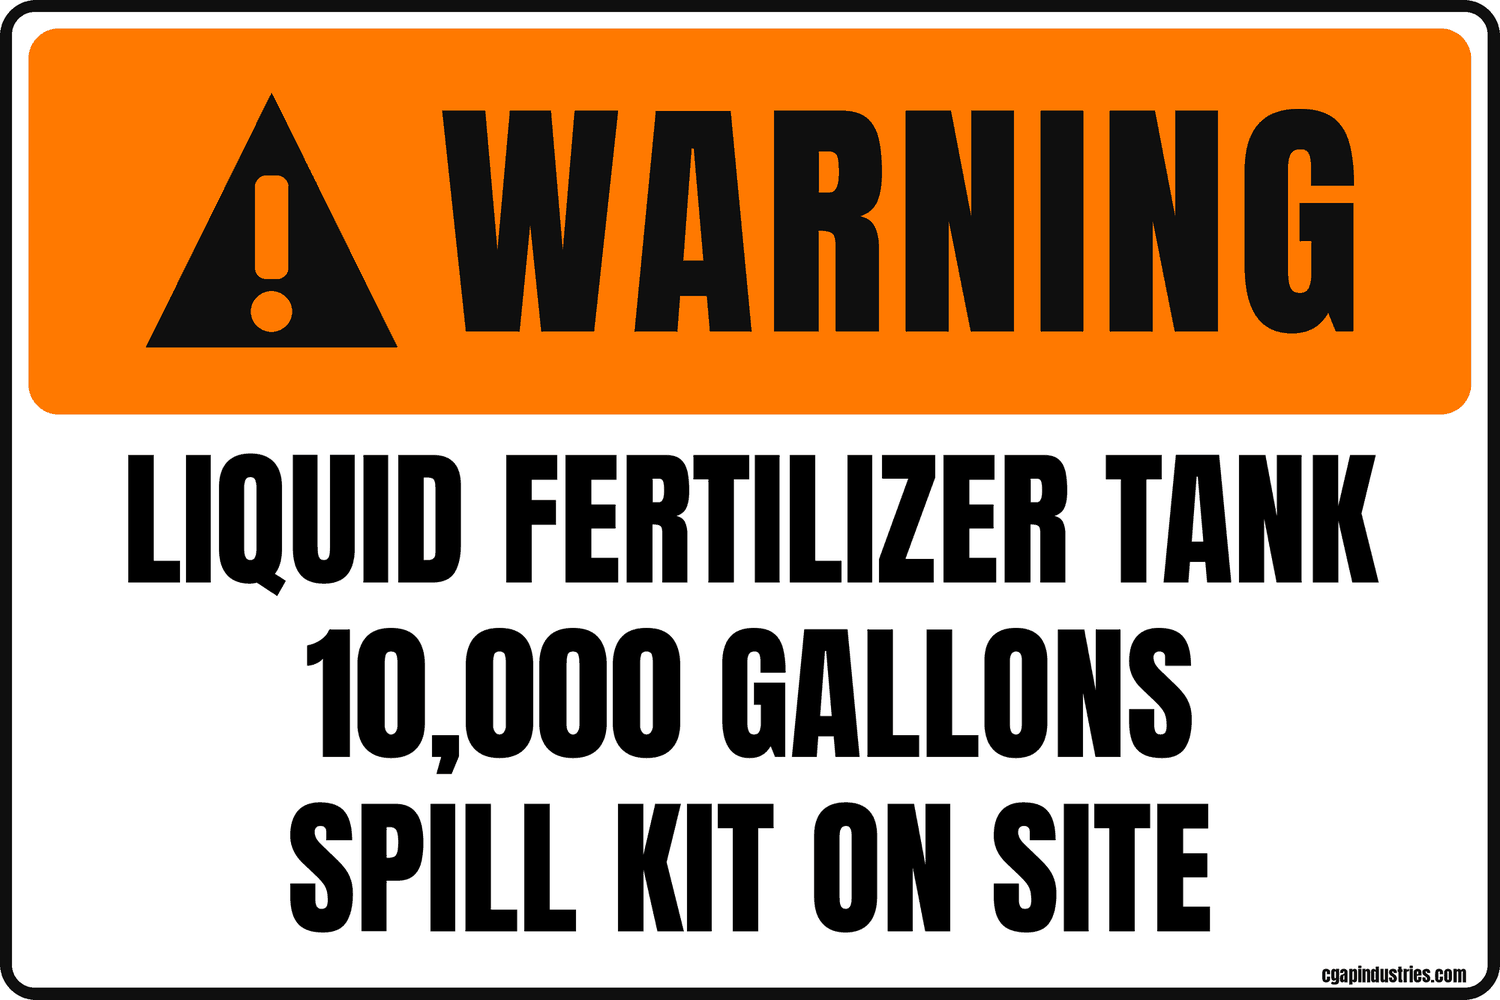 WARNING
LIQUID FERTILIZER TANK
10,000 GALLONS
SPILL KIT ON SITE
cgapindustries.com